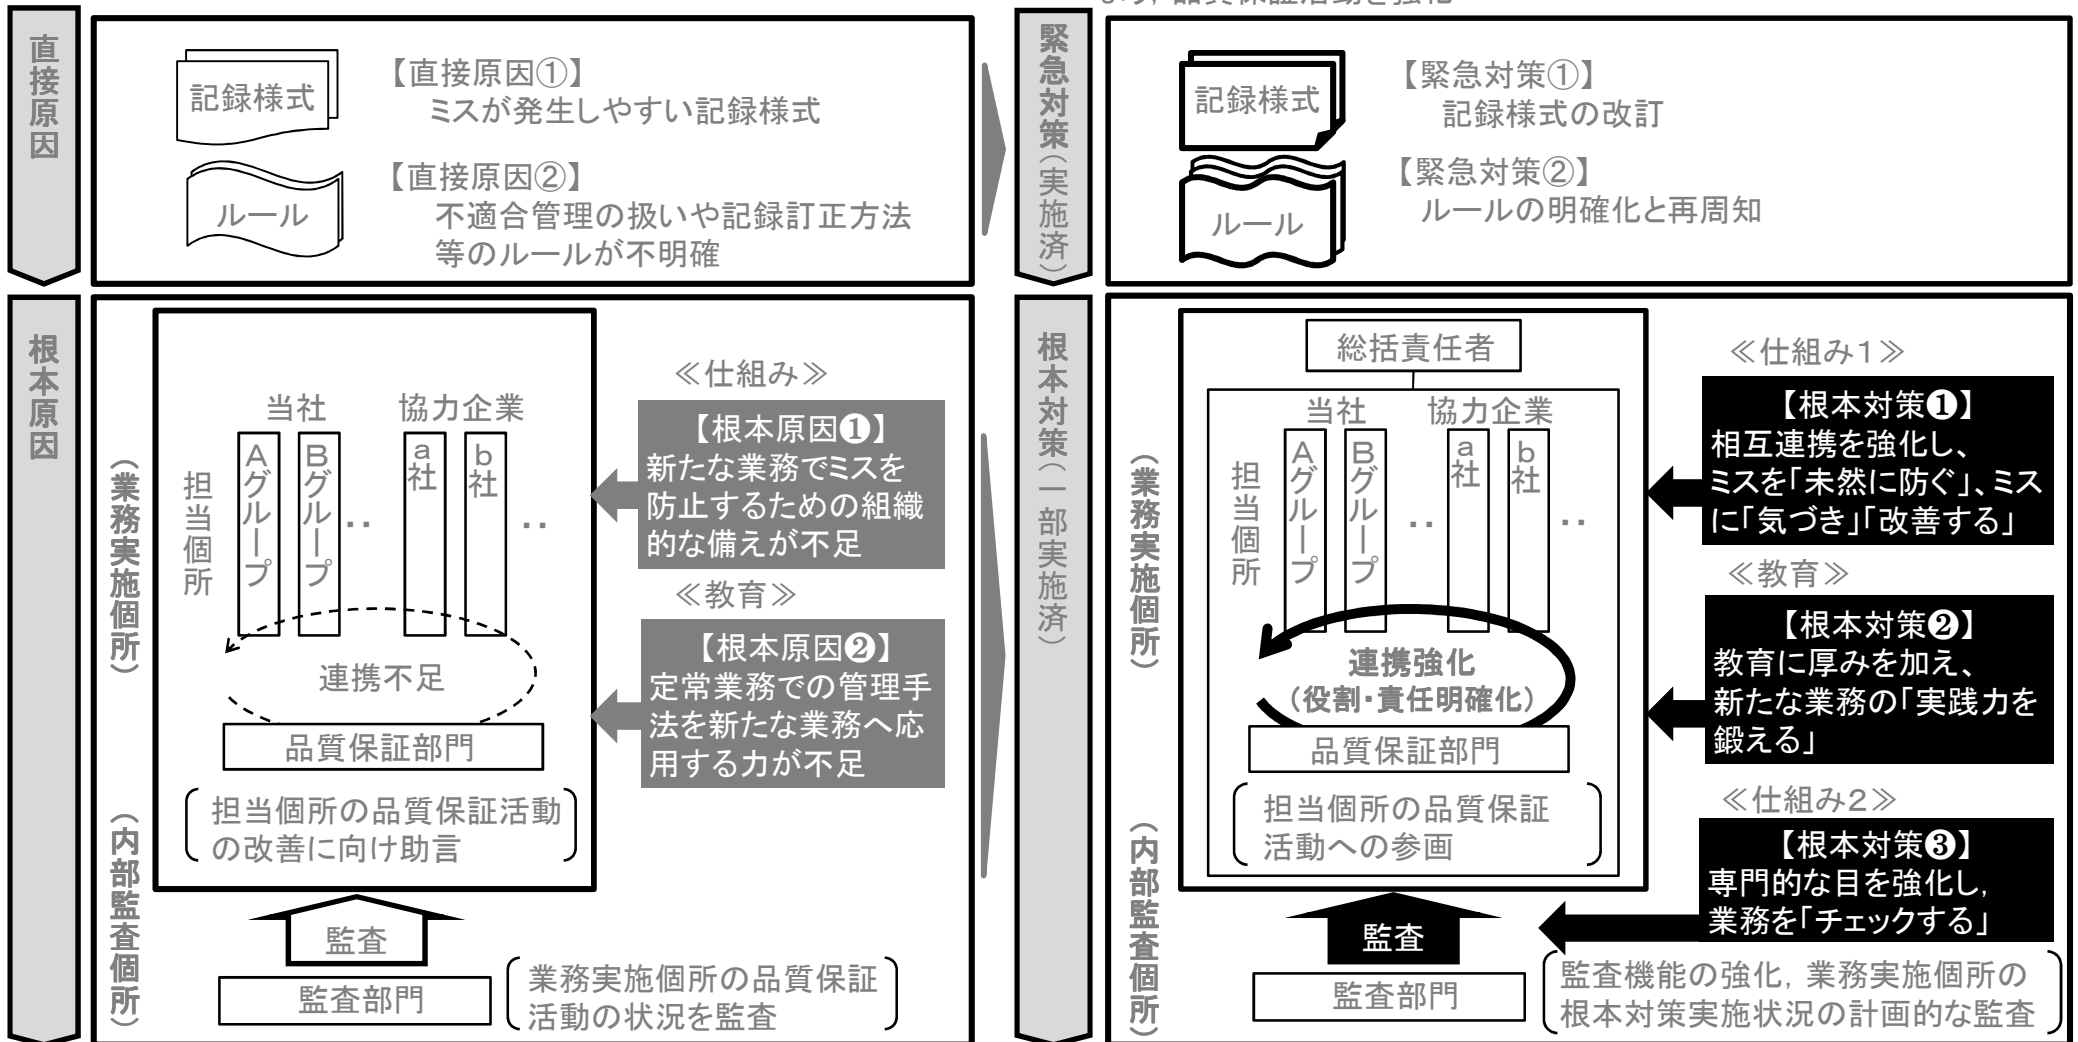 より，品質保証活動を強化
直接原因
記録様式
【直接原因①】
ミスが発生しやすい記録様式
ルール
【直接原因②】
不適合管理の扱いや記録訂正方法
等のルールが不明確
緊急対策（実施済）
記録様式
【緊急対策①】
記録様式の改訂
ルール
【緊急対策②】
ルールの明確化と再周知
根本原因
（業務実施個所）
当社
協力企業
担当個所
Aグループ
Bグループ
‥
a社
b社
‥
連携不足
品質保証部門
担当個所の品質保証活動
の改善に向け助言
≪仕組み≫
【根本原因❶】
新たな業務でミスを
防止するための組織
的な備えが不足
≪教育≫
【根本原因❷】
定常業務での管理手
法を新たな業務へ応
用する力が不足
（内部監査個所）
監査
監査部門
業務実施個所の品質保証
活動の状況を監査
根本対策（一部実施済）
（業務実施個所）
総括責任者
当社
協力企業
担当個所
Aグループ
Bグループ
‥
a社
b社
‥
連携強化
（役割・責任明確化）
品質保証部門
担当個所の品質保証
活動への参画
≪仕組み１≫
【根本対策❶】
相互連携を強化し、
ミスを「未然に防ぐ」、ミス
に「気づき」「改善する」
≪教育≫
【根本対策❷】
教育に厚みを加え、
新たな業務の「実践力を
鍛える」
≪仕組み２≫
【根本対策❸】
専門的な目を強化し，
業務を「チェックする」
（内部監査個所）
監査
監査部門
監査機能の強化，業務実施個所の
根本対策実施状況の計画的な監査